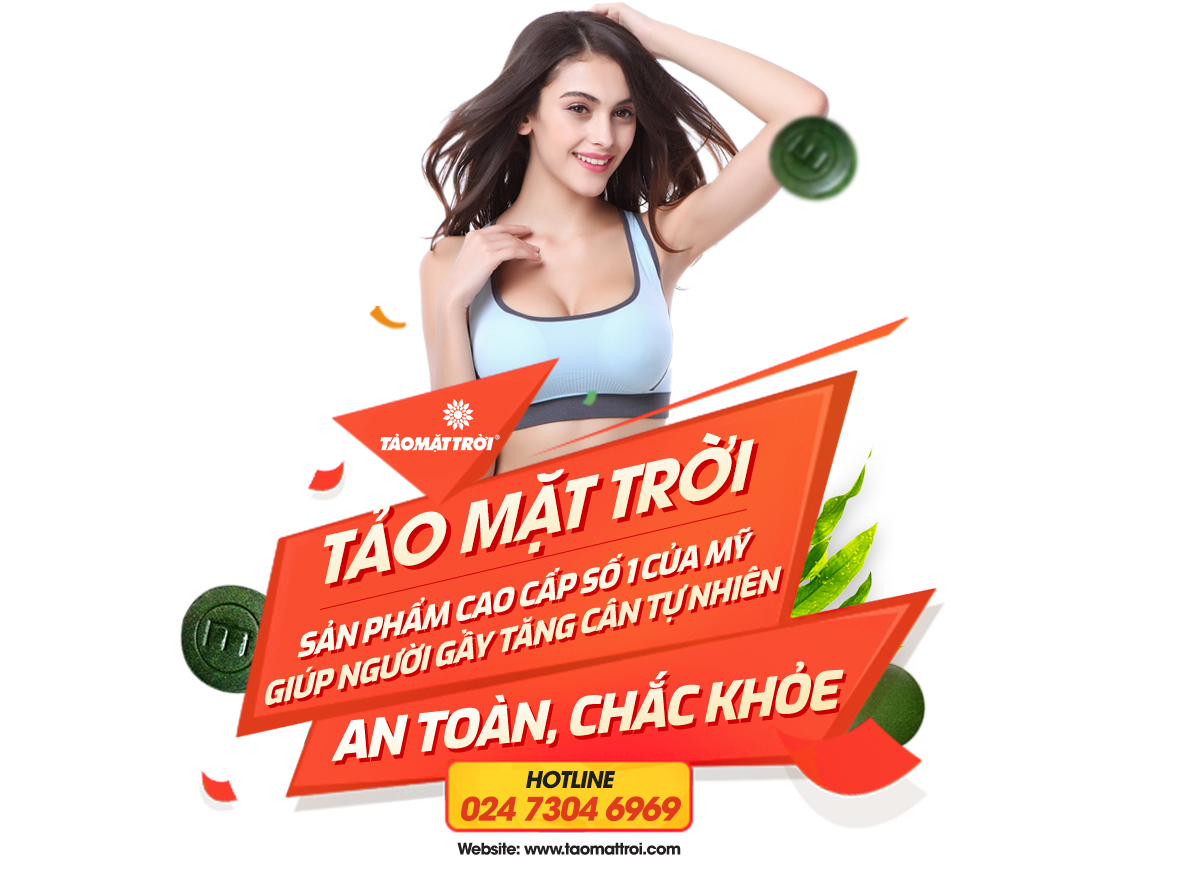 TẢO MẶT TRỜI®
TẢO MẶT TRỜI
SẢN PHẨM CAO CẤP SỐ 1 CỦA MỸ
GIÚP NGƯỜI GẦY TĂNG CÂN TỰ NHIÊN
AN TOÀN, CHẮC KHỎE
HOTLINE
024 7304 6969
Website: www.taomattroi.com